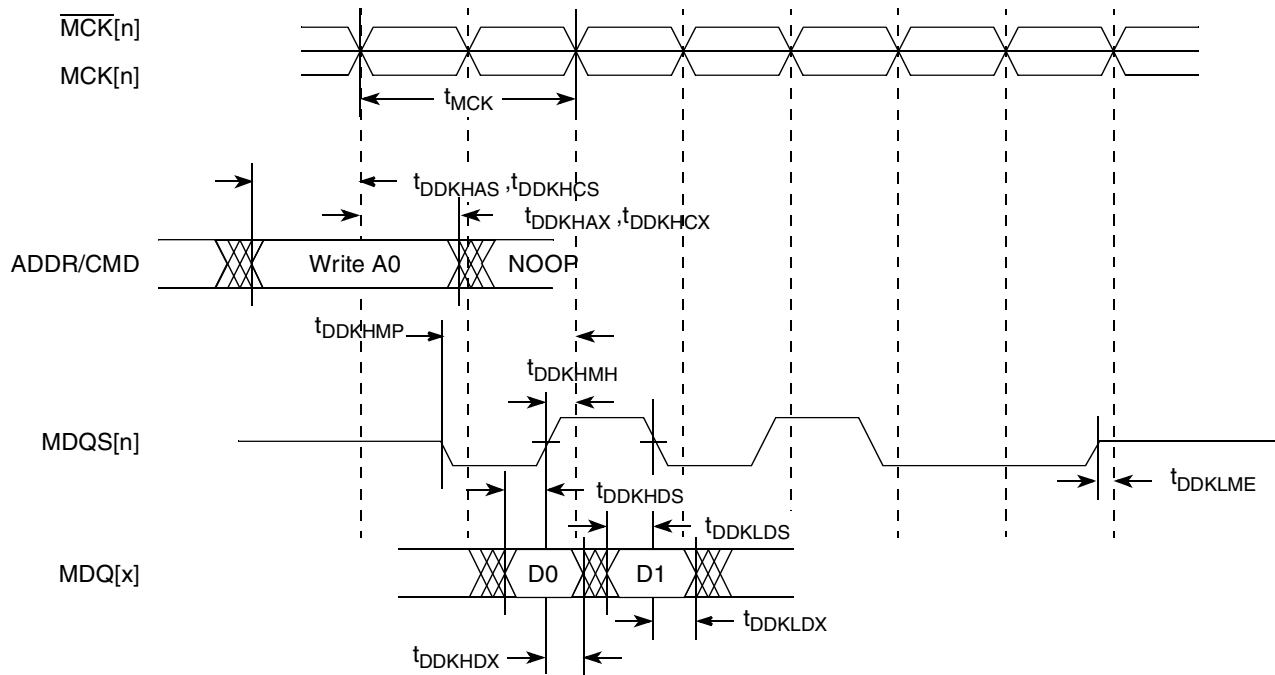 MCK[n]
MCK[n]
tMCK
tDDKHAS ,tDDKHCS
tDDKHAX ,tDDKHCX
ADDR/CMD
Write A0
NOOP
tDDKHMP
tDDKHMH
MDQS[n]
tDDKHDS
tDDKLME
tDDKLDS
MDQ[x]
D0
D1
tDDKLDX
tDDKHDX